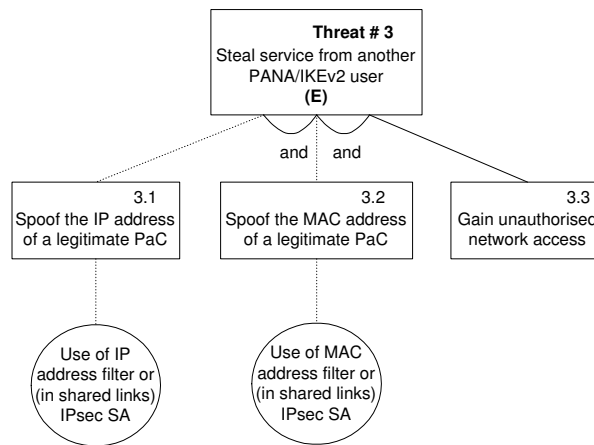 Threat # 3
Steal service from another
PANA/IKEv2 user
(E)
and
and
3.1
Spoof the IP address
of a legitimate PaC
3.2
Spoof the MAC address
of a legitimate PaC
3.3
Gain unauthorised
network access
Use of IP
address filter or
(in shared links)
IPsec SA
Use of MAC
address filter or
(in shared links)
IPsec SA